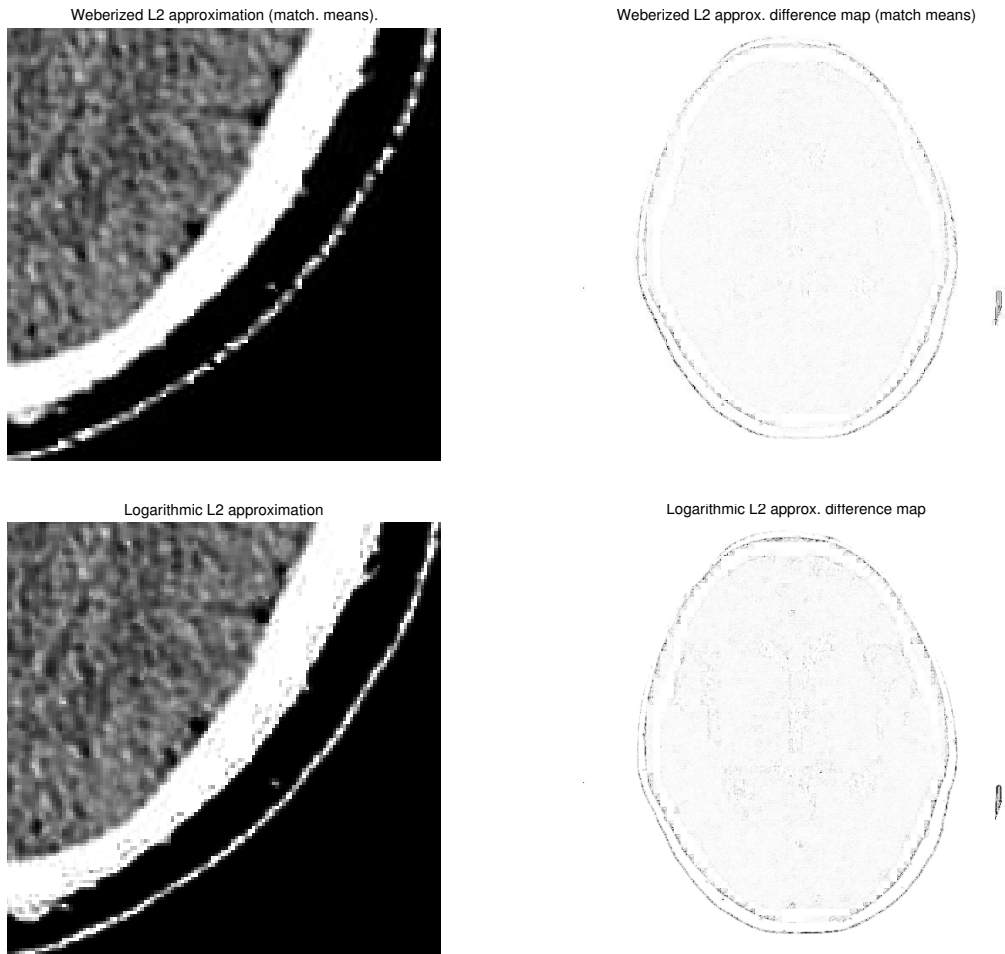 Weberized L2 approximation (match. means).
Weberized L2 approx. difference map (match means)
Logarithmic L2 approximation
Logarithmic L2 approx. difference map